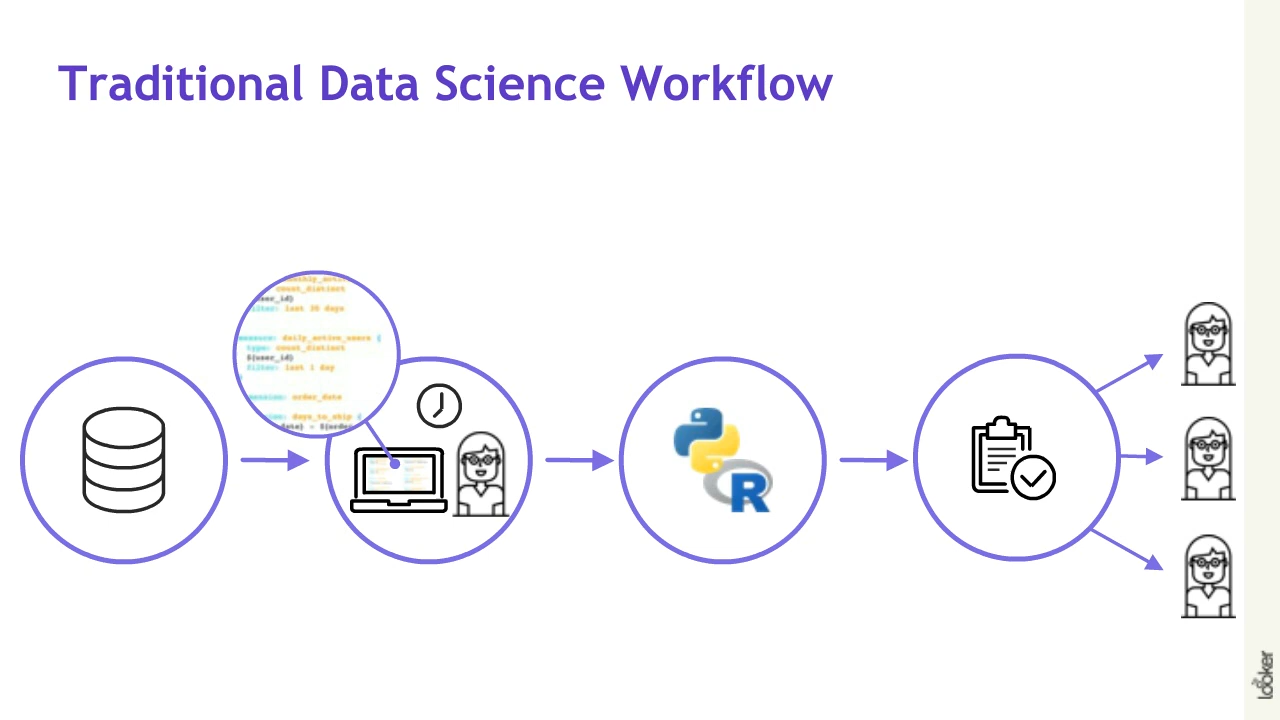 Traditional Data Science Workflow
count_distinct
filter: last 30 days
measure: daily_active_users {
type: count_distinct
${user_id}
filter: last 1 day
order_date
days_to_ship {
R
looker